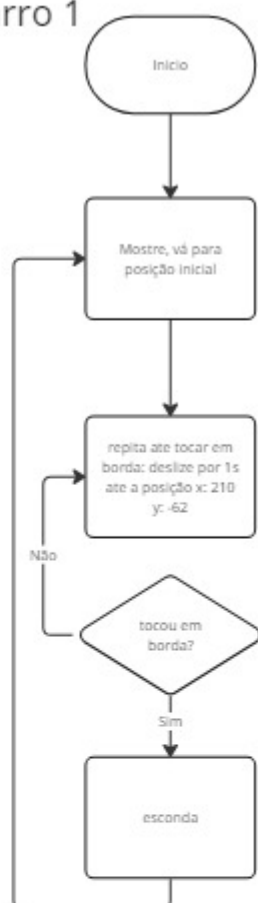 rro 1
Inicio
Mostre, vá para
posição inicial
repita ate tocar em
borda: deslize por 1s
ate a posição x: 210
y: -62
Não
tocou em
borda?
Sim
esconda